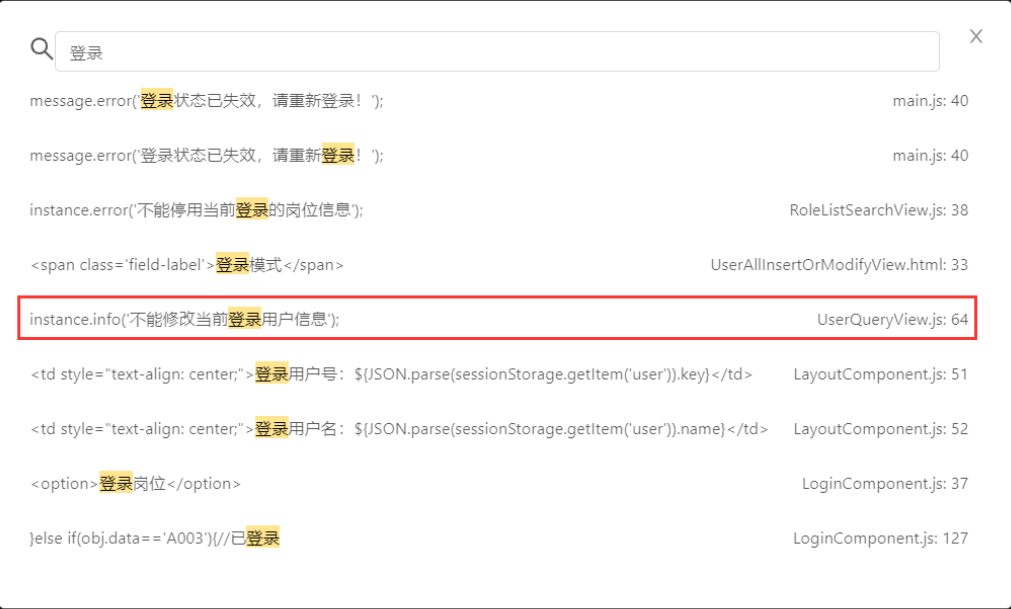 登录
X
message.error('登录状态已失效，请重新登录！'); main.js: 40
message.error('登录状态已失效，请重新登录！'); main.js: 40
instance.error('不能停用当前登录的岗位信息'); RoleListSearchView.js: 38
<span class='field-label'>登录模式</span> UserAllInsertOrModifyView.html: 33
instance.info('不能修改当前登录用户信息'); UserQueryView.js: 64
<td style="text-align: center;">登录用户号：${JSON.parse(sessionStorage.getItem('user')).key}</td> LayoutComponent.js: 51
<td style="text-align: center;">登录用户名：${JSON.parse(sessionStorage.getItem('user')).name}</td> LayoutComponent.js: 52
<option>登录岗位</option> LoginComponent.js: 37
}else if(obj.data=='A003'){//已登录 LoginComponent.js: 127